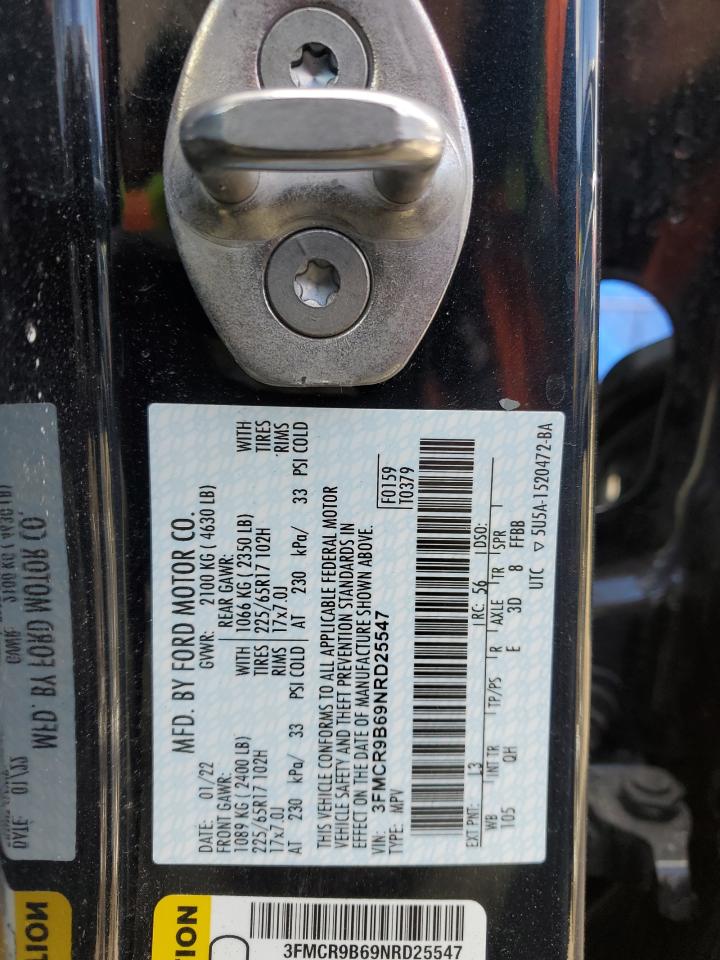 MFD. BY FORD MOTOR CO.
DATE: 01/22 GVWR: 2100 KG ( 4630 LB)
FRONT GAWR: REAR GAWR:
1089 KG ( 2400 LB) WITH 1066 KG ( 2350 LB) WITH
225/65R17 102H TIRES 225/65R17 102H TIRES
17x7.0J RIMS 17x7.0J RIMS
AT 230 kPa/ 33 PSI COLD AT 230 kPa/ 33 PSI COLD
THIS VEHICLE CONFORMS TO ALL APPLICABLE FEDERAL MOTOR
VEHICLE SAFETY AND THEFT PREVENTION STANDARDS IN
EFFECT ON THE DATE OF MANUFACTURE SHOWN ABOVE.
VIN: 3FMCR9B69NRD25547 F0159
TYPE: MPV T0379
EXT PNT: L3 RC: 56 DSO:
WB INT TR TP/PS R AXLE TR SPR
105 QH E 3D 8 FFBB
UTC ▽ 5U5A-1520472-BA
TION
3FMCR9B69NRD25547
MFD. BY FORD MOTOR CO.
DATE: 01/22